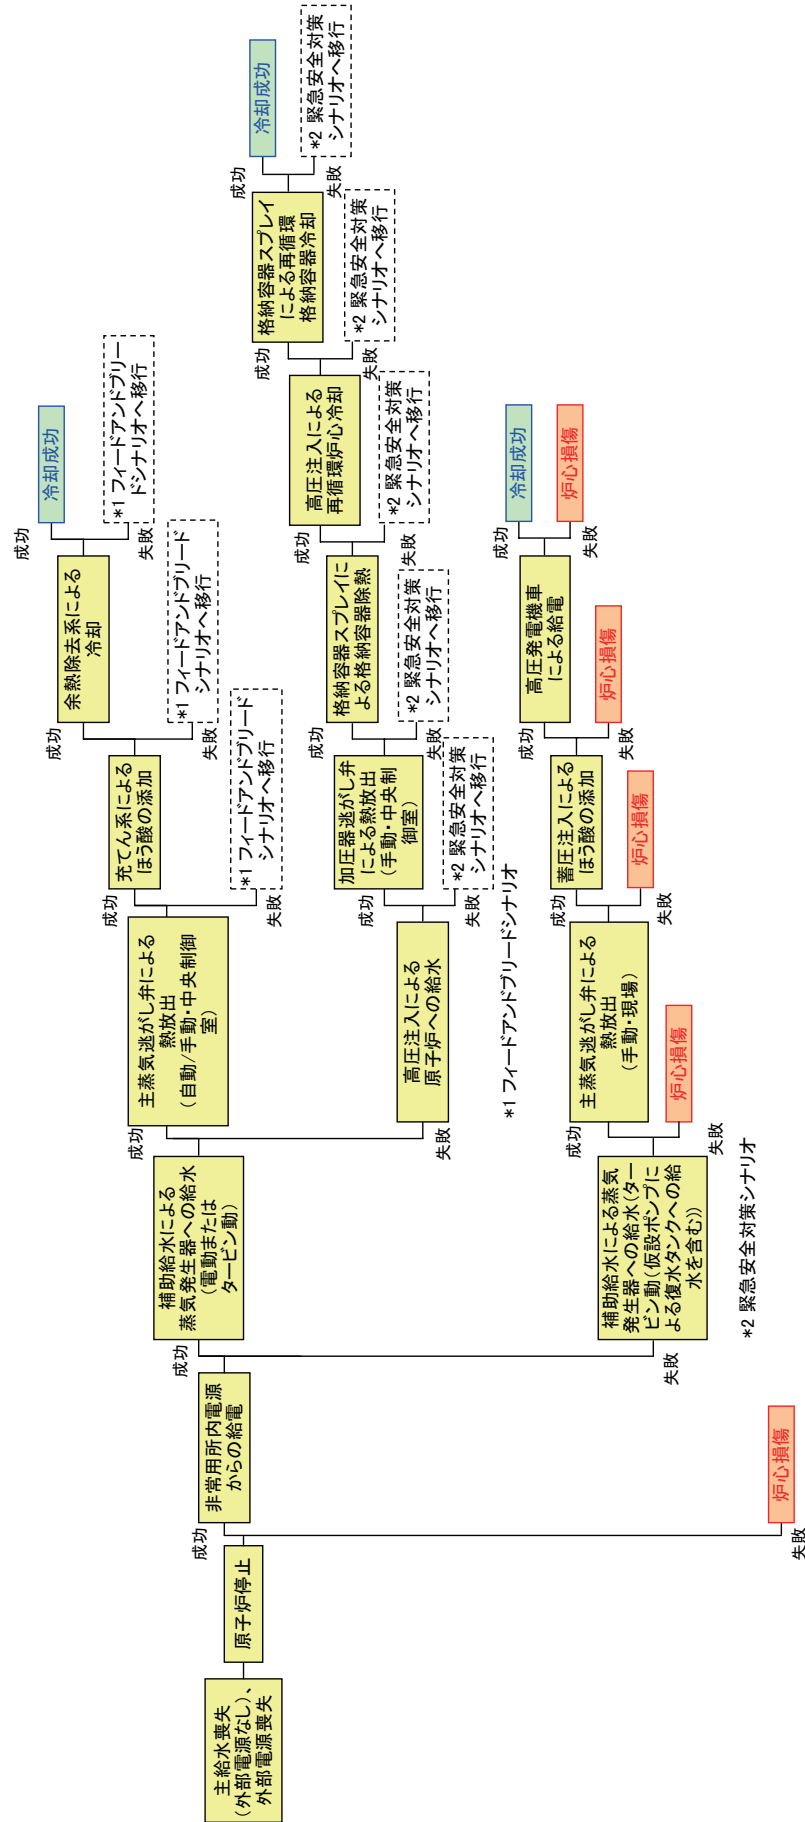 主給水喪失
(外部電源なし)、
外部電源喪失
原子炉停止
成功
失敗
炉心損傷
非常用所内電源
からの給電
成功
失敗
補助給水による
蒸気発生器への給水
(電動または
タービン動)
成功
失敗
主蒸気逃がし弁による
熱放出
(自動/手動・中央制御
室)
成功
失敗
*1 フィードアンドブリード
シナリオへ移行
充てん系による
ほう酸の添加
成功
失敗
*1 フィードアンドブリード
シナリオへ移行
余熱除去系による
冷却
成功
冷却成功
失敗
*1 フィードアンドブリー
ドシナリオへ移行
高圧注入による
原子炉への給水
成功
失敗
*2 緊急安全対策
シナリオへ移行
加圧器逃がし弁
による熱放出
(手動・中央制
御室)
成功
失敗
*2 緊急安全対策
シナリオへ移行
格納容器スプレイに
よる格納容器除熱
成功
失敗
*2 緊急安全対策
シナリオへ移行
高圧注入による
再循環炉心冷却
成功
失敗
*2 緊急安全対策
シナリオへ移行
格納容器スプレイ
による再循環
格納容器冷却
成功
冷却成功
失敗
*2 緊急安全対策
シナリオへ移行
*1 フィードアンドブリードシナリオ
補助給水による蒸気
発生器への給水(ター
ビン動(仮設ポンプに
よる復水タンクへの給
水を含む))
成功
失敗
炉心損傷
主蒸気逃がし弁による
熱放出
(手動・現場)
成功
失敗
炉心損傷
蓄圧注入による
ほう酸の添加
成功
失敗
炉心損傷
高圧発電機車
による給電
成功
冷却成功
失敗
炉心損傷
*2 緊急安全対策シナリオ